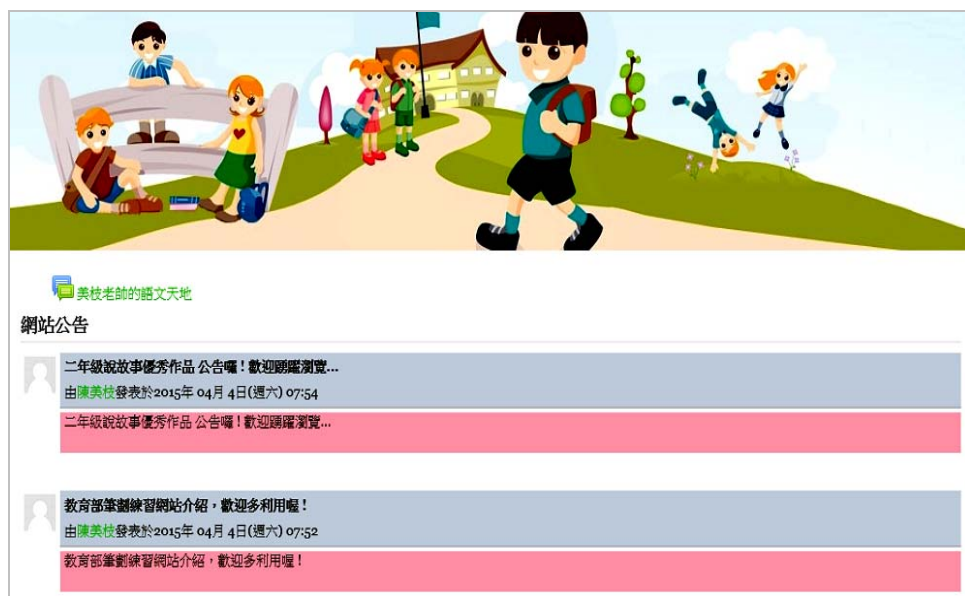 美枝老師的語文天地
網站公告
二年級說故事優秀作品 公告囉！歡迎踴躍瀏覽...
由陳美枝發表於2015年 04月 4日(週六) 07:54
二年級說故事優秀作品 公告囉！歡迎踴躍瀏覽...
教育部筆劃練習網站介紹，歡迎多利用喔！
由陳美枝發表於2015年 04月 4日(週六) 07:52
教育部筆劃練習網站介紹，歡迎多利用喔！